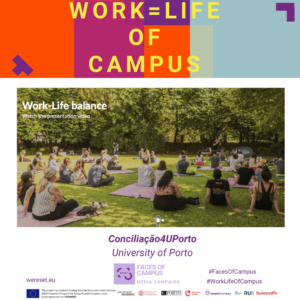 WORK=LIFE
OF
CAMPUS
Work-Life balance
Watch the presentation video
Conciliação4UPorto
University of Porto
wereset.eu
FACES OF
CAMPUS
MEDIA CAMPAIGN
#FacesOfCampus
#WorkLifeOfCampus
SciencesPo